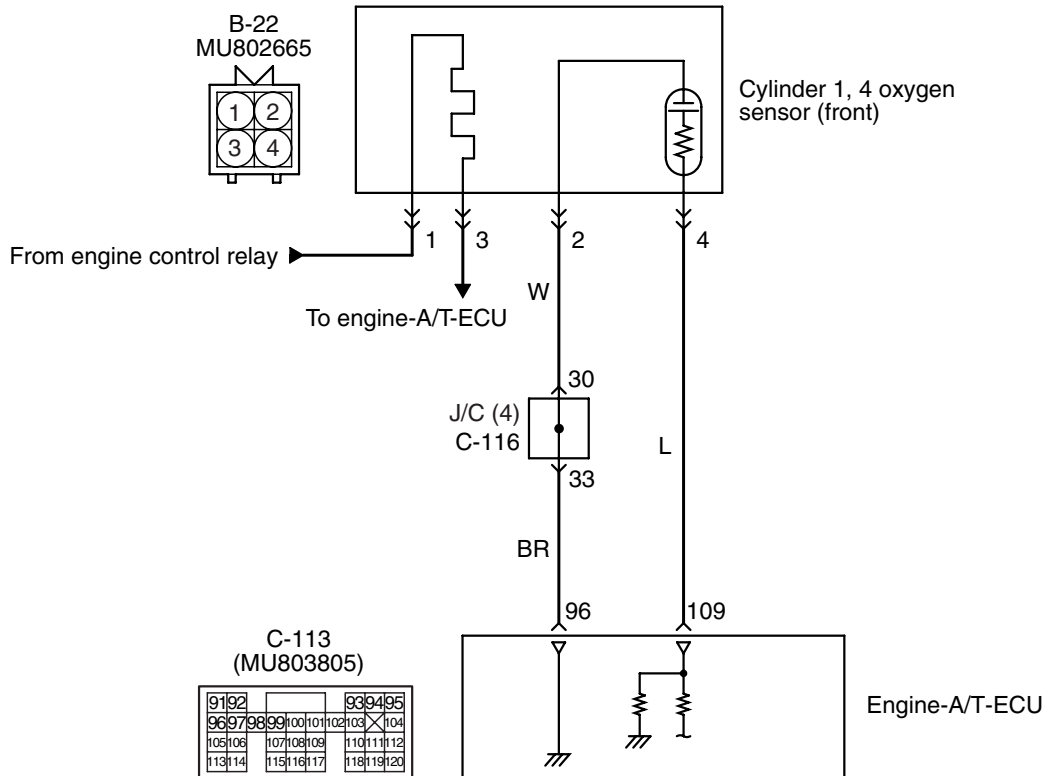 B-22
MU802665
1 2
3 4
Cylinder 1, 4 oxygen
sensor (front)
1 3 2 4
From engine control relay
W
To engine-A/T-ECU
30
J/C (4)
C-116
L
33
BR
96 109
C-113
(MU803805)
91 92 93 94 95
96 97 98 99 100 101 102 103 104
105 106 107 108 109 110 111 112
113 114 115 116 117 118 119 120
Engine-A/T-ECU